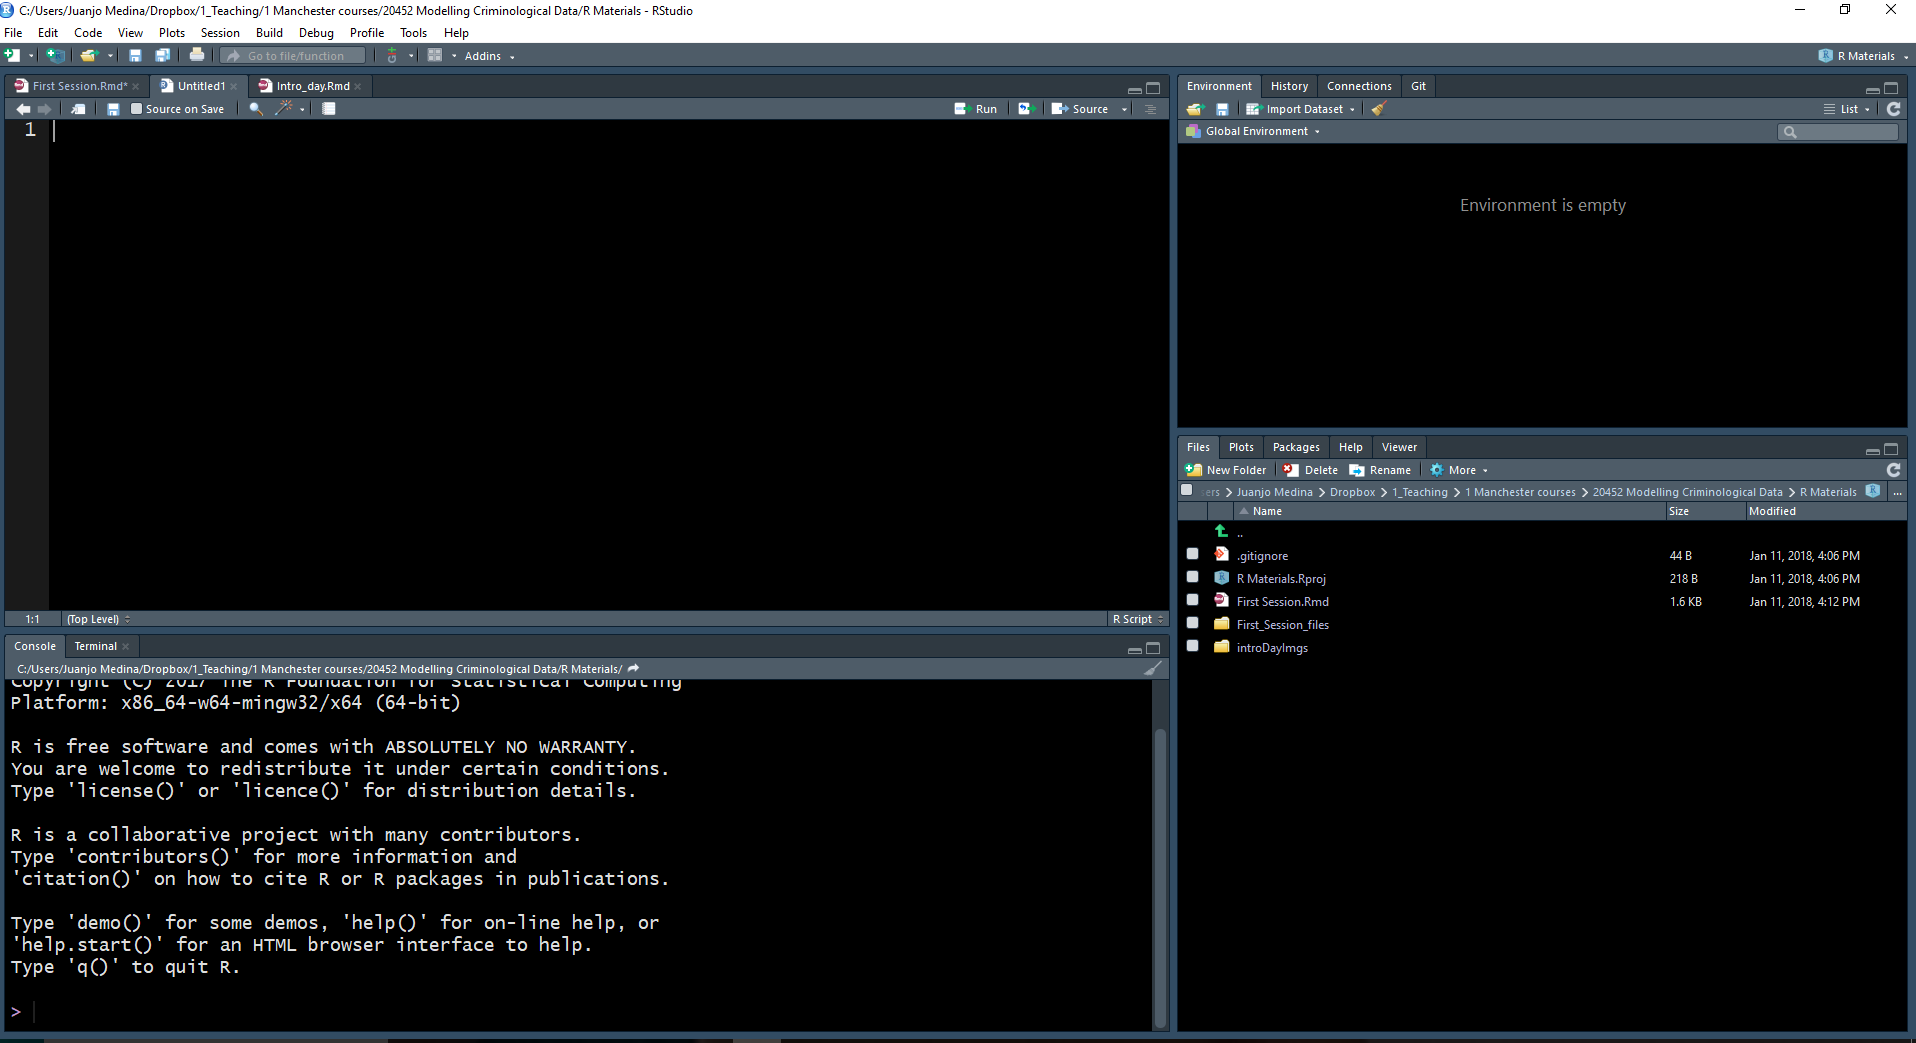 C:/Users/Juanjo Medina/Dropbox/1_Teaching/1 Manchester courses/20452 Modelling Criminological Data/R Materials - RStudio
File Edit Code View Plots Session Build Debug Profile Tools Help
Go to file/function Addins R Materials
First Session.Rmd* Untitled1 Intro_day.Rmd
Source on Save Run Source
1
1:1 (Top Level) R Script
Console Terminal
C:/Users/Juanjo Medina/Dropbox/1_Teaching/1 Manchester courses/20452 Modelling Criminological Data/R Materials/
Copyright (C) 2017 The R Foundation for Statistical Computing
Platform: x86_64-w64-mingw32/x64 (64-bit)
R is free software and comes with ABSOLUTELY NO WARRANTY.
You are welcome to redistribute it under certain conditions.
Type 'license()' or 'licence()' for distribution details.
R is a collaborative project with many contributors.
Type 'contributors()' for more information and
'citation()' on how to cite R or R packages in publications.
Type 'demo()' for some demos, 'help()' for on-line help, or
'help.start()' for an HTML browser interface to help.
Type 'q()' to quit R.
>
Environment History Connections Git
Import Dataset List
Global Environment
Environment is empty
Files Plots Packages Help Viewer
New Folder Delete Rename More
ers Juanjo Medina Dropbox 1_Teaching 1 Manchester courses 20452 Modelling Criminological Data R Materials ...
Name Size Modified
..
.gitignore 44 B Jan 11, 2018, 4:06 PM
R Materials.Rproj 218 B Jan 11, 2018, 4:06 PM
First Session.Rmd 1.6 KB Jan 11, 2018, 4:12 PM
First_Session_files
introDayImgs